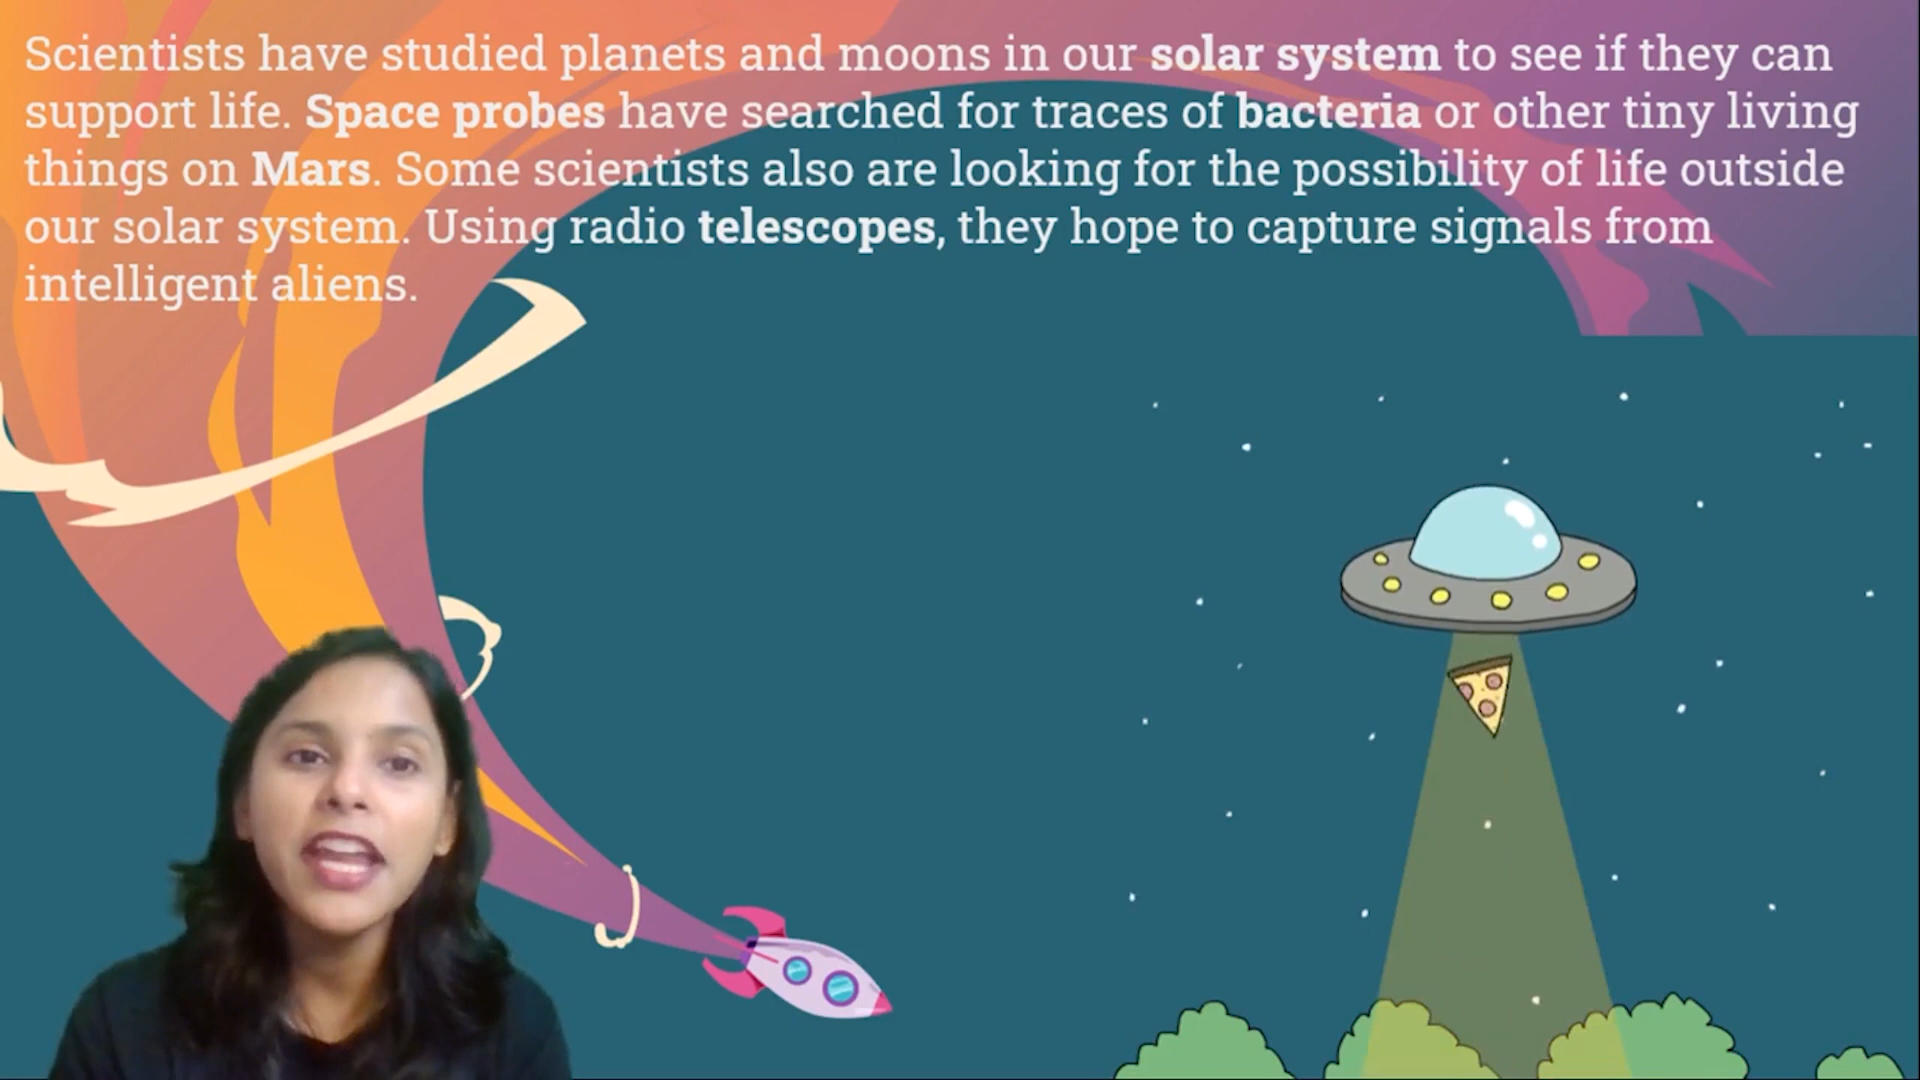 Scientists have studied planets and moons in our solar system to see if they can
support life. Space probes have searched for traces of bacteria or other tiny living
things on Mars. Some scientists also are looking for the possibility of life outside
our solar system. Using radio telescopes, they hope to capture signals from
intelligent aliens.